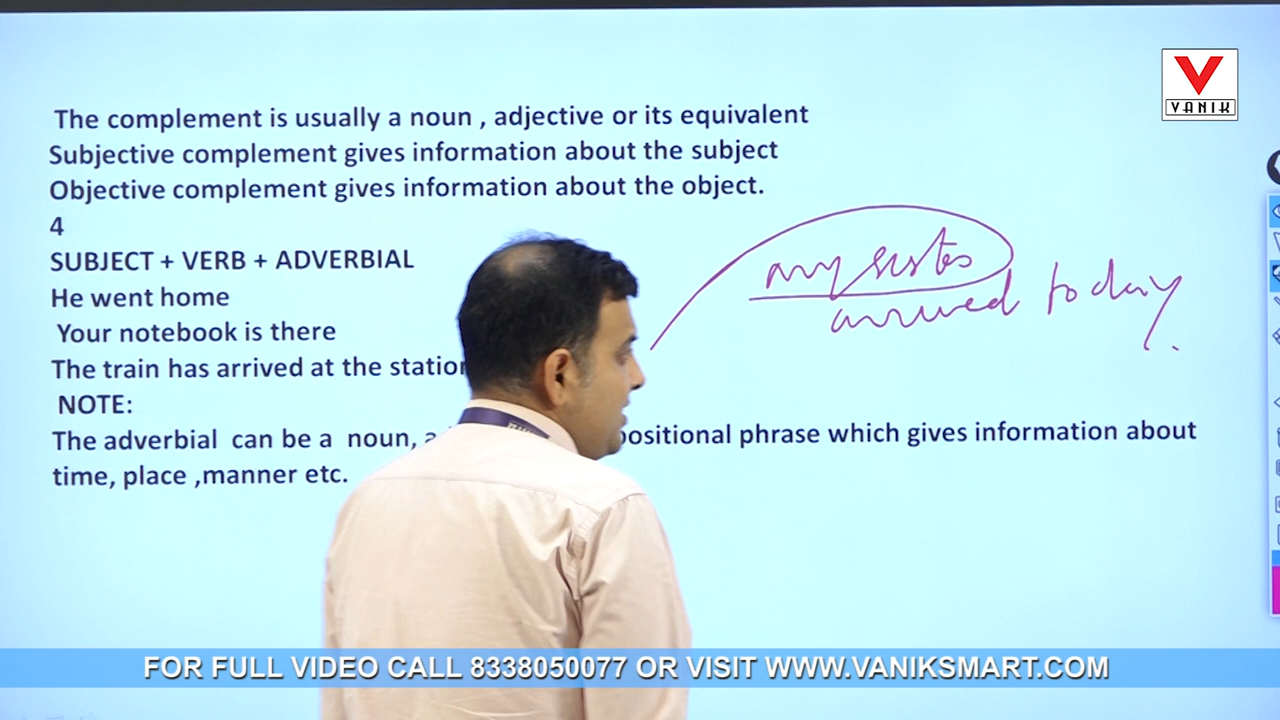 The complement is usually a noun , adjective or its equivalent
Subjective complement gives information about the subject
Objective complement gives information about the object.
4
SUBJECT + VERB + ADVERBIAL
He went home
Your notebook is there
The train has arrived at the station
NOTE:
The adverbial can be a noun, a ositional phrase which gives information about
time, place ,manner etc.
my sister
arrived today.
VANIK
FOR FULL VIDEO CALL 8338050077 OR VISIT WWW.VANIKSMART.COM